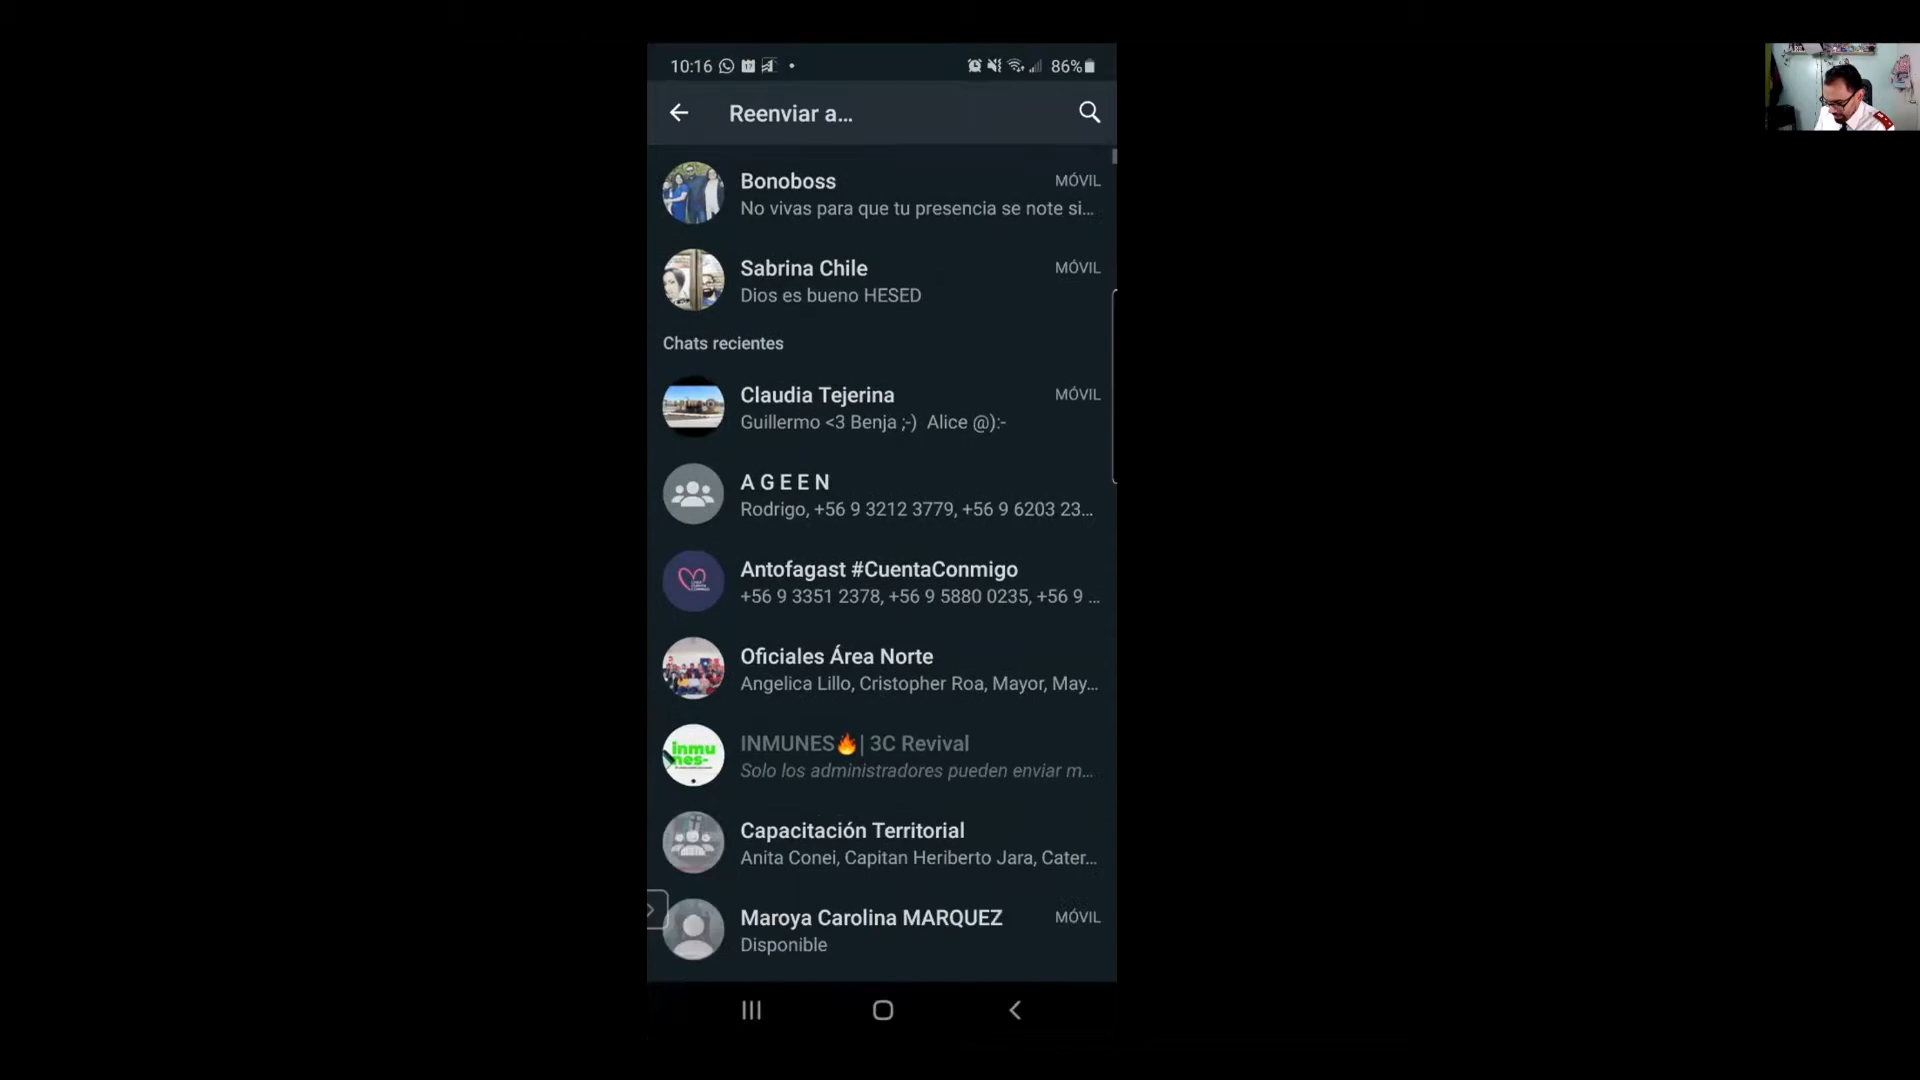 10:16
86%
Reenviar a...
Bonoboss
MÓVIL
No vivas para que tu presencia se note si...
Sabrina Chile
MÓVIL
Dios es bueno HESED
Chats recientes
Claudia Tejerina
MÓVIL
Guillermo <3 Benja ;-) Alice @):-
A G E E N
Rodrigo, +56 9 3212 3779, +56 9 6203 23...
Antofagast #CuentaConmigo
+56 9 3351 2378, +56 9 5880 0235, +56 9 ...
Oficiales Área Norte
Angelica Lillo, Cristopher Roa, Mayor, May...
INMUNES🔥| 3C Revival
inmu
nes-
Solo los administradores pueden enviar m...
Capacitación Territorial
Anita Conei, Capitan Heriberto Jara, Cater...
Maroya Carolina MARQUEZ
MÓVIL
Disponible